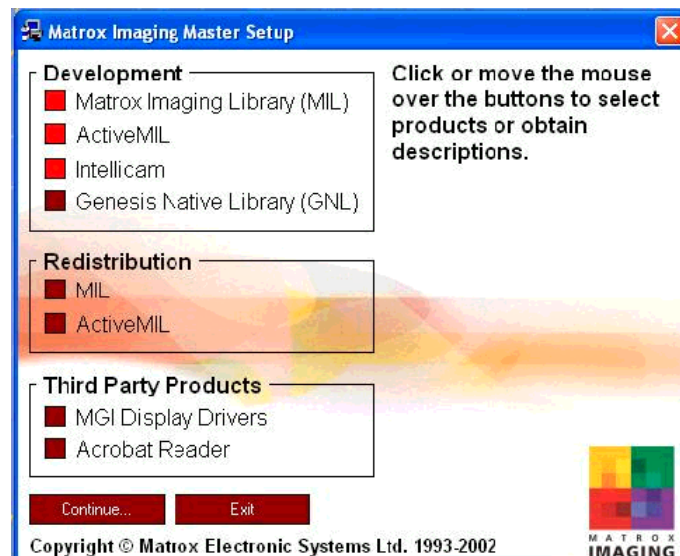 Matrox Imaging Master Setup
Development
Matrox Imaging Library (MIL)
ActiveMIL
Intellicam
Genesis Native Library (GNL)
Click or move the mouse
over the buttons to select
products or obtain
descriptions.
Redistribution
MIL
ActiveMIL
Third Party Products
MGI Display Drivers
Acrobat Reader
Continue...
Exit
MATROX
IMAGING
Copyright © Matrox Electronic Systems Ltd. 1993-2002